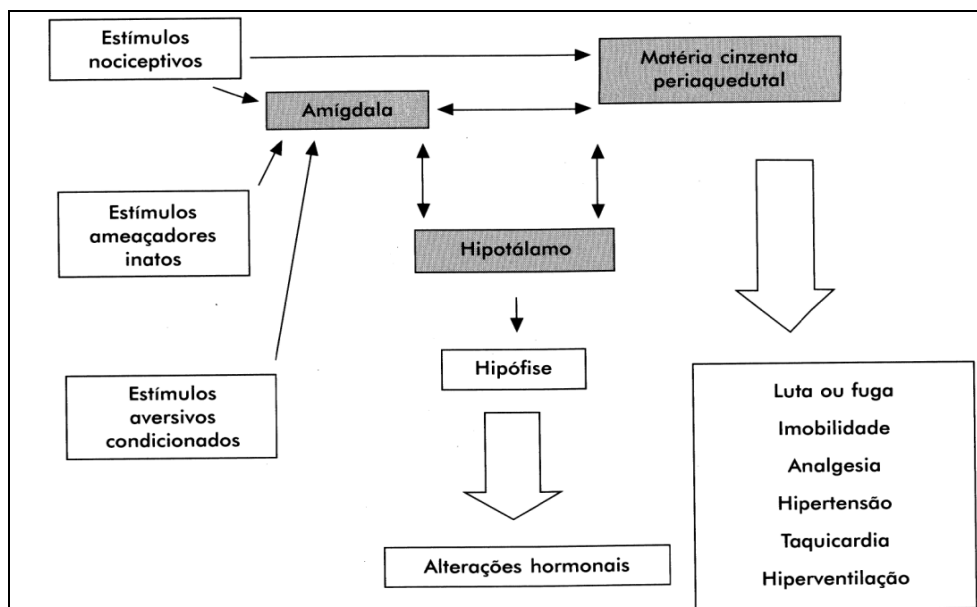 Estímulos
nociceptivos
Matéria cinzenta
periaquedutal
Amígdala
Estímulos
ameaçadores
inatos
Hipotálamo
Hipófise
Estímulos
aversivos
condicionados
Luta ou fuga
Imobilidade
Analgesia
Hipertensão
Taquicardia
Hiperventilação
Alterações hormonais